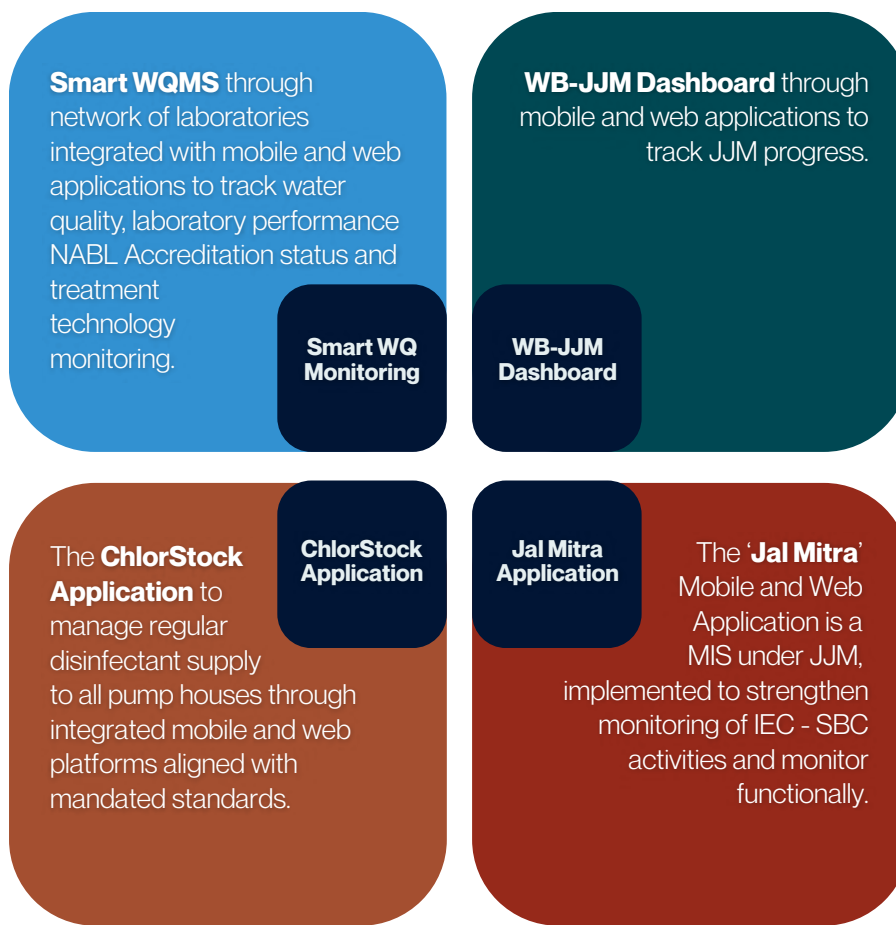 Smart WQMS through
network of laboratories
integrated with mobile and web
applications to track water
quality, laboratory performance
NABL Accreditation status and
treatment
technology
monitoring.
Smart WQ
Monitoring
WB-JJM Dashboard through
mobile and web applications to
track JJM progress.
WB-JJM
Dashboard
The ChlorStock
Application to
manage regular
disinfectant supply
to all pump houses through
integrated mobile and web
platforms aligned with
mandated standards.
ChlorStock
Application
Jal Mitra
Application
The ‘Jal Mitra’
Mobile and Web
Application is a
MIS under JJM,
implemented to strengthen
monitoring of IEC - SBC
activities and monitor
functionally.